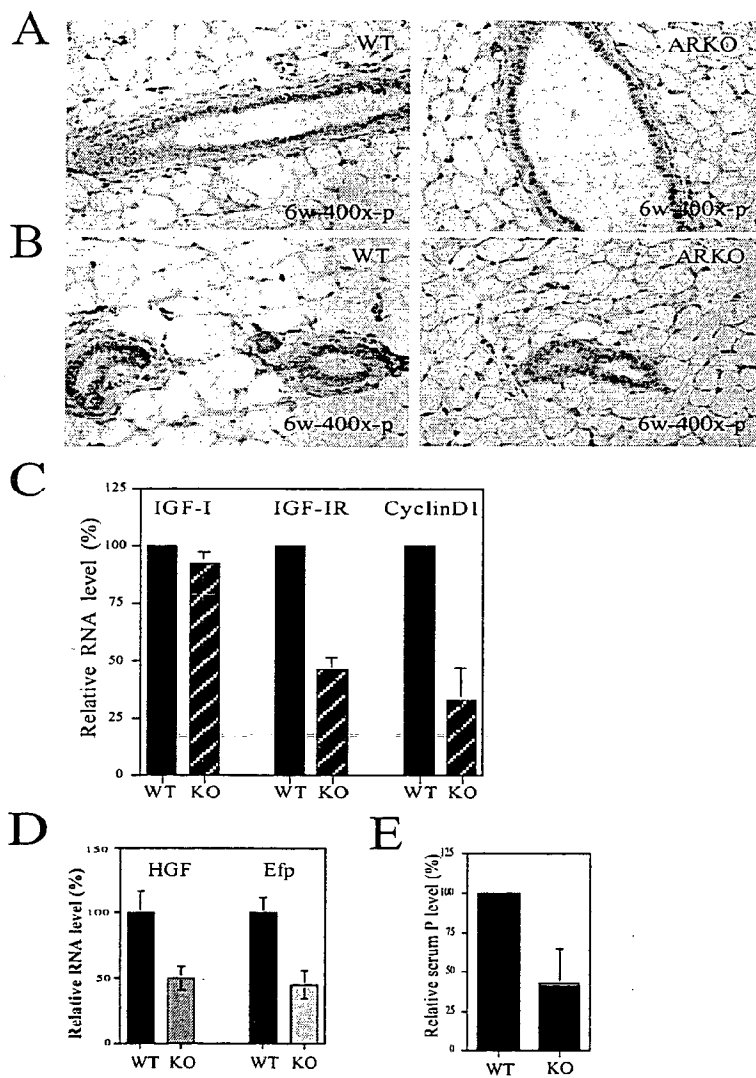 A
WT
ARKO
6w-400x-p
6w-400x-p
B
WT
ARKO
6w-400x-p
6w-400x-p
C
Relative RNA level (%)
125
100
75
50
25
0
IGF-I
IGF-IR
CyclinD1
WT KO WT KO WT KO
D
Relative RNA level (%)
150
100
50
0
HGF
Efp
WT KO WT KO
E
Relative serum P level (%)
125
100
75
50
25
0
WT KO